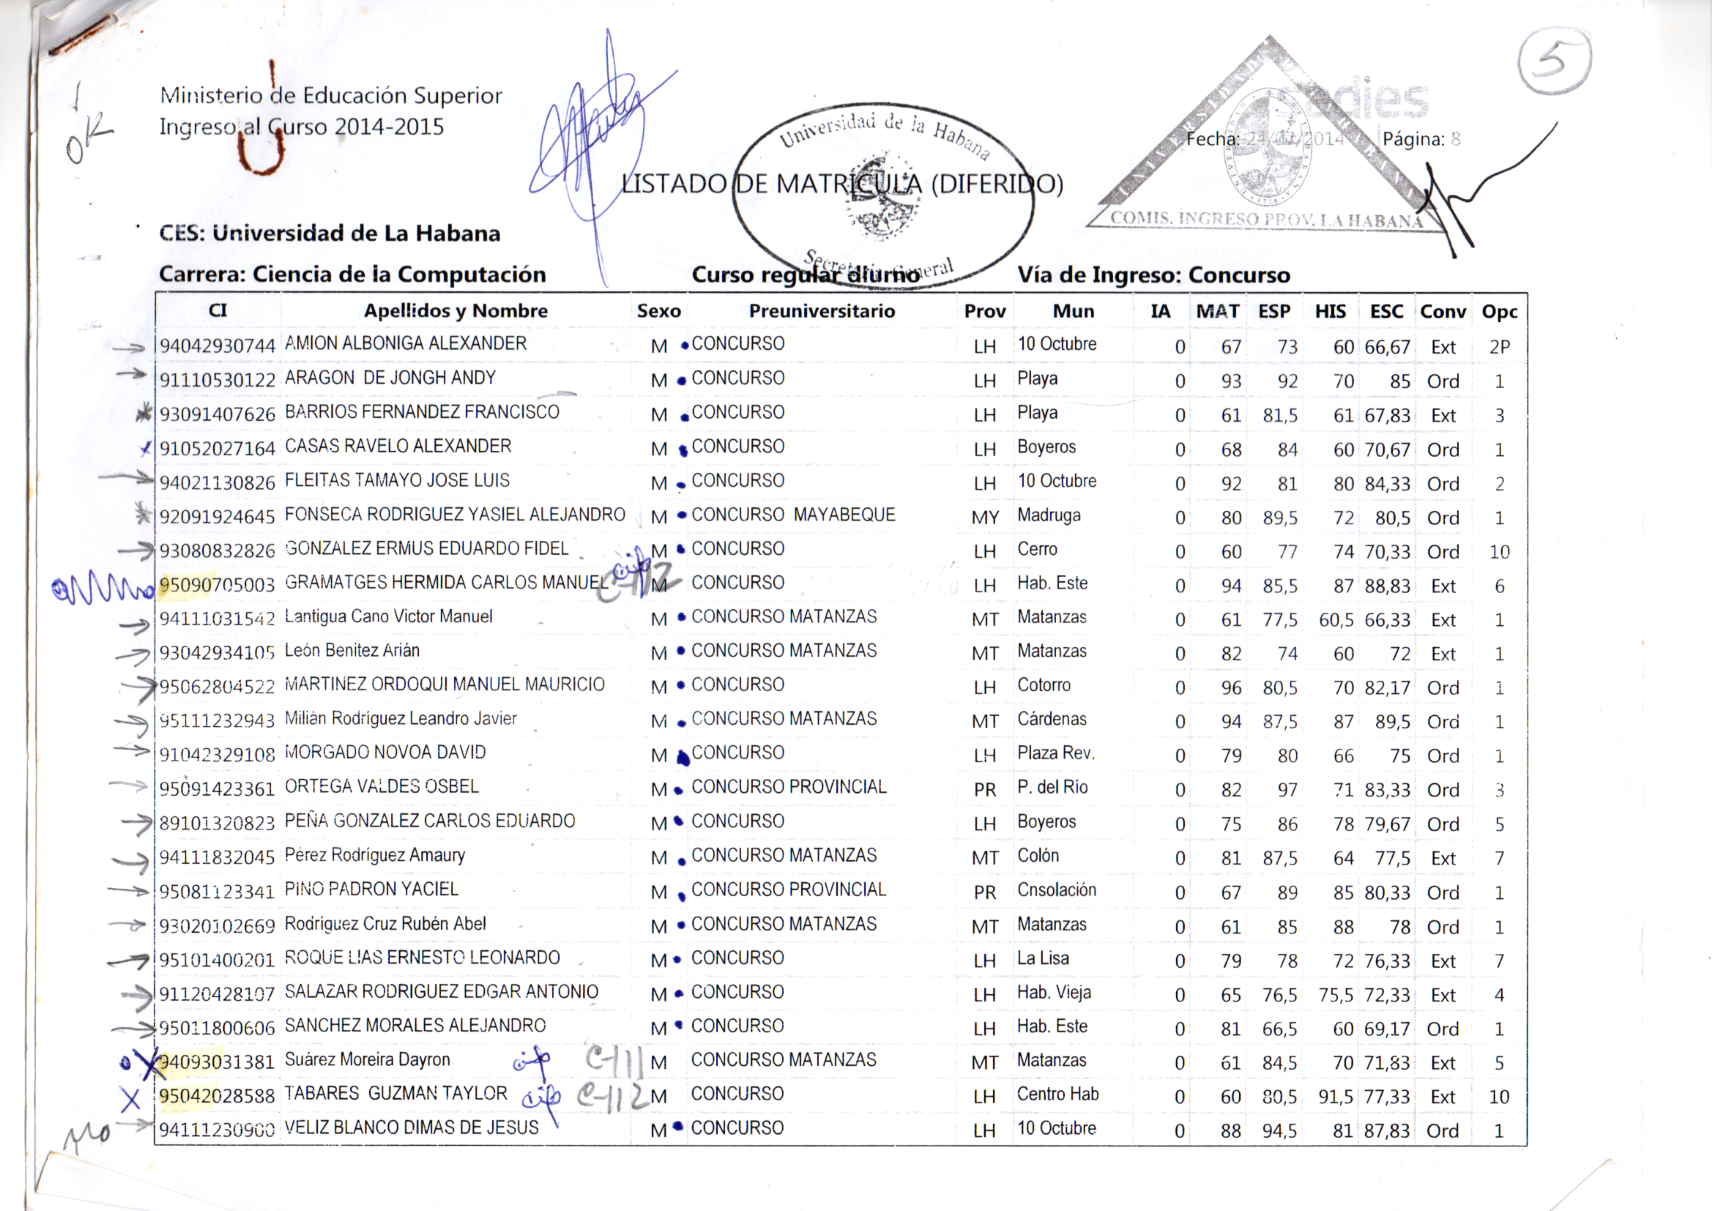 5
OK
Ministerio de Educación Superior
Ingreso al Curso 2014-2015
Universidad de la Habana
Secretaría General
Fecha: 2014 Página: 8
LISTADO DE MATRÍCULA (DIFERIDO)
COMIS. INGRESO PROV. LA HABANA
CES: Universidad de La Habana
Carrera: Ciencia de la Computación Curso regular diurno Vía de Ingreso: Concurso
CI Apellidos y Nombre Sexo Preuniversitario Prov Mun IA MAT ESP HIS ESC Conv Opc
94042930744 AMION ALBONIGA ALEXANDER M CONCURSO LH 10 Octubre 0 67 73 60 66,67 Ext 2P
91110530122 ARAGON DE JONGH ANDY M CONCURSO LH Playa 0 93 92 70 85 Ord 1
93091407626 BARRIOS FERNANDEZ FRANCISCO M CONCURSO LH Playa 0 61 81,5 61 67,83 Ext 3
91052027164 CASAS RAVELO ALEXANDER M CONCURSO LH Boyeros 0 68 84 60 70,67 Ord 1
94021130826 FLEITAS TAMAYO JOSE LUIS M CONCURSO LH 10 Octubre 0 92 81 80 84,33 Ord 2
92091924645 FONSECA RODRIGUEZ YASIEL ALEJANDRO M CONCURSO MAYABEQUE MY Madruga 0 80 89,5 72 80,5 Ord 1
93080832826 GONZALEZ ERMUS EDUARDO FIDEL M CONCURSO LH Cerro 0 60 77 74 70,33 Ord 10
95090705003 GRAMATGES HERMIDA CARLOS MANUEL C-112 M CONCURSO LH Hab. Este 0 94 85,5 87 88,83 Ext 6
94111031542 Lantigua Cano Victor Manuel M CONCURSO MATANZAS MT Matanzas 0 61 77,5 60,5 66,33 Ext 1
93042934105 León Benitez Arián M CONCURSO MATANZAS MT Matanzas 0 82 74 60 72 Ext 1
95062804522 MARTINEZ ORDOQUI MANUEL MAURICIO M CONCURSO LH Cotorro 0 96 80,5 70 82,17 Ord 1
95111232943 Milián Rodríguez Leandro Javier M CONCURSO MATANZAS MT Cárdenas 0 94 87,5 87 89,5 Ord 1
91042329108 MORGADO NOVOA DAVID M CONCURSO LH Plaza Rev. 0 79 80 66 75 Ord 1
95091423361 ORTEGA VALDES OSBEL M CONCURSO PROVINCIAL PR P. del Río 0 82 97 71 83,33 Ord 3
89101320823 PEÑA GONZALEZ CARLOS EDUARDO M CONCURSO LH Boyeros 0 75 86 78 79,67 Ord 5
94111832045 Pérez Rodríguez Amaury M CONCURSO MATANZAS MT Colón 0 81 87,5 64 77,5 Ext 7
95081123341 PINO PADRON YACIEL M CONCURSO PROVINCIAL PR Cnsolación 0 67 89 85 80,33 Ord 1
93020102669 Rodríguez Cruz Rubén Abel M CONCURSO MATANZAS MT Matanzas 0 61 85 88 78 Ord 1
95101400201 ROQUE LIAS ERNESTO LEONARDO M CONCURSO LH La Lisa 0 79 78 72 76,33 Ext 7
91120428107 SALAZAR RODRIGUEZ EDGAR ANTONIO M CONCURSO LH Hab. Vieja 0 65 76,5 75,5 72,33 Ext 4
95011800606 SANCHEZ MORALES ALEJANDRO M CONCURSO LH Hab. Este 0 81 66,5 60 69,17 Ord 1
94093031381 Suárez Moreira Dayron C-111 M CONCURSO MATANZAS MT Matanzas 0 61 84,5 70 71,83 Ext 5
95042028588 TABARES GUZMAN TAYLOR C-112 M CONCURSO LH Centro Hab 0 60 80,5 91,5 77,33 Ext 10
94111230900 VELIZ BLANCO DIMAS DE JESUS M CONCURSO LH 10 Octubre 0 88 94,5 81 87,83 Ord 1